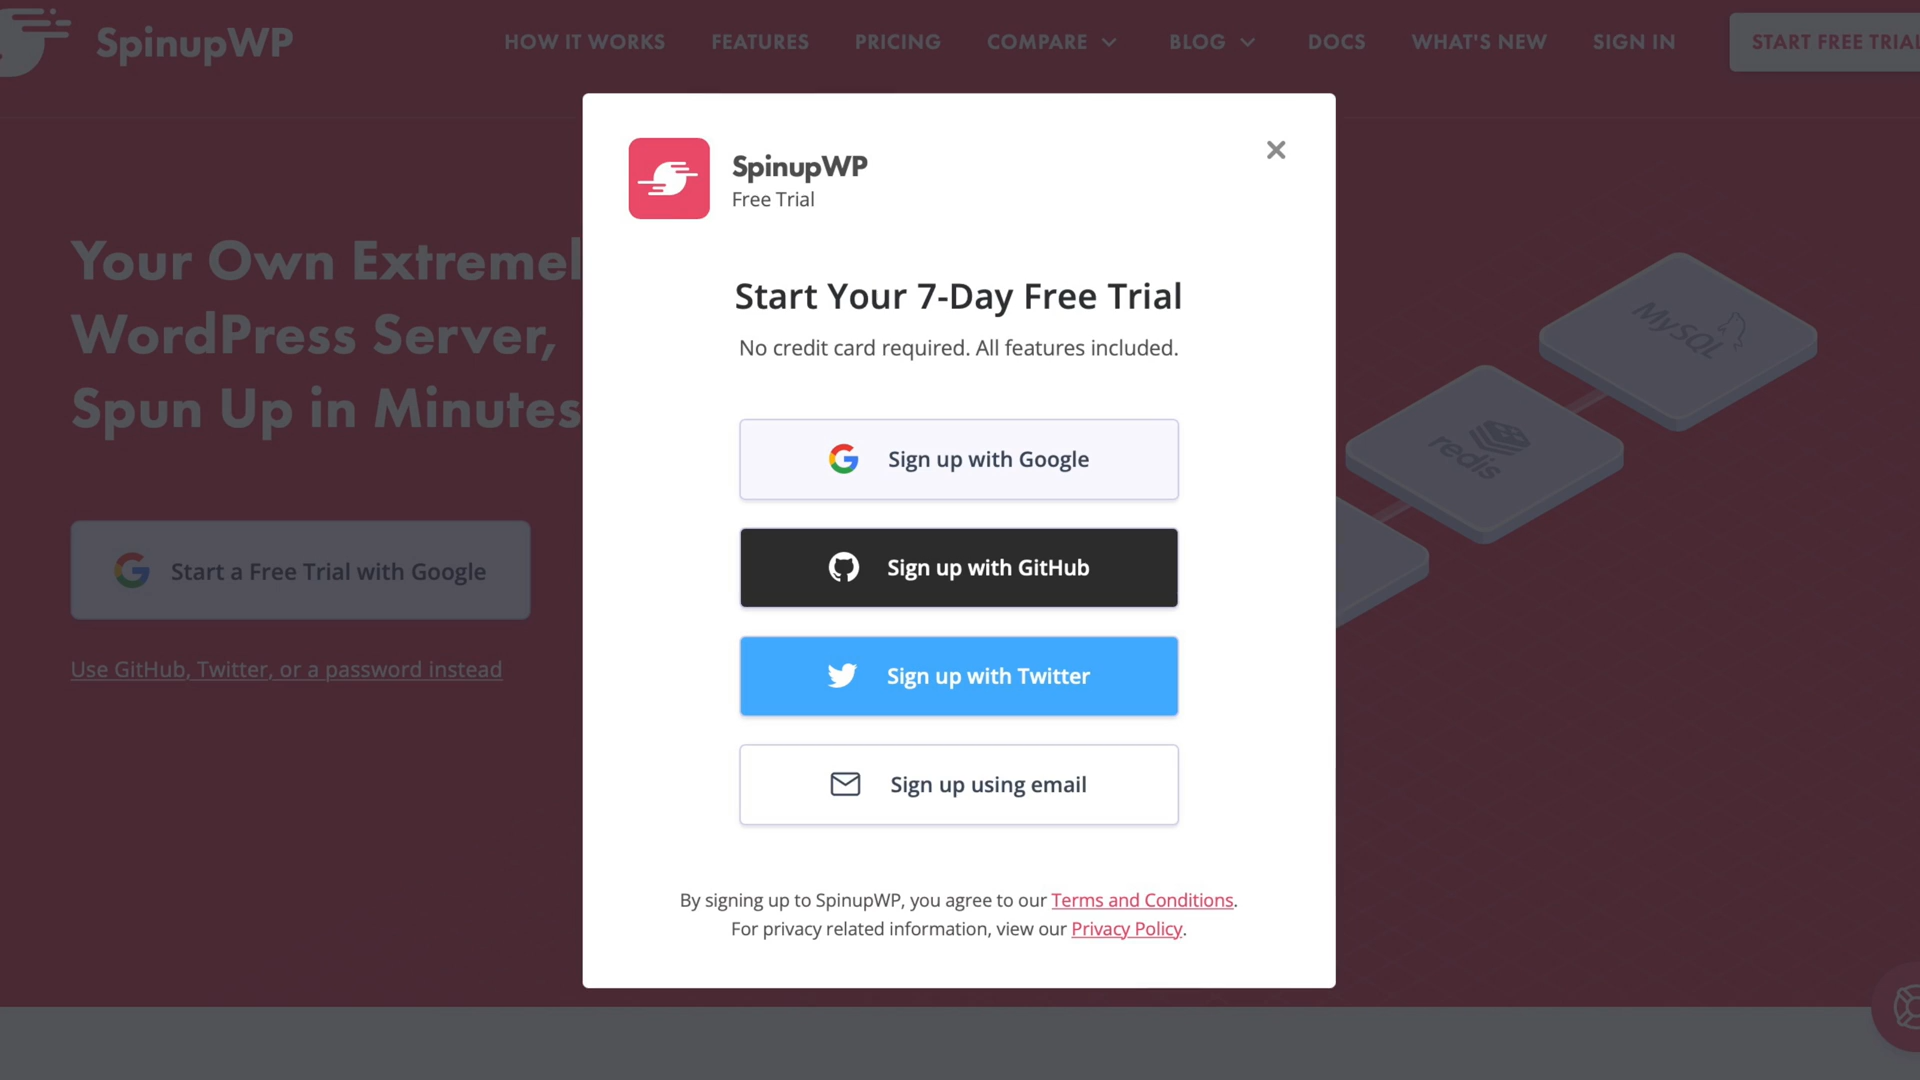 SpinupWP
HOW IT WORKS
FEATURES
PRICING
COMPARE
BLOG
DOCS
WHAT'S NEW
SIGN IN
START FREE TRIAL
SpinupWP
Free Trial
Start Your 7-Day Free Trial
No credit card required. All features included.
Sign up with Google
Sign up with GitHub
Sign up with Twitter
Sign up using email
By signing up to SpinupWP, you agree to our Terms and Conditions.
For privacy related information, view our Privacy Policy.
Your Own Extremel
WordPress Server,
Spun Up in Minutes
Start a Free Trial with Google
Use GitHub, Twitter, or a password instead
MySQL
redis